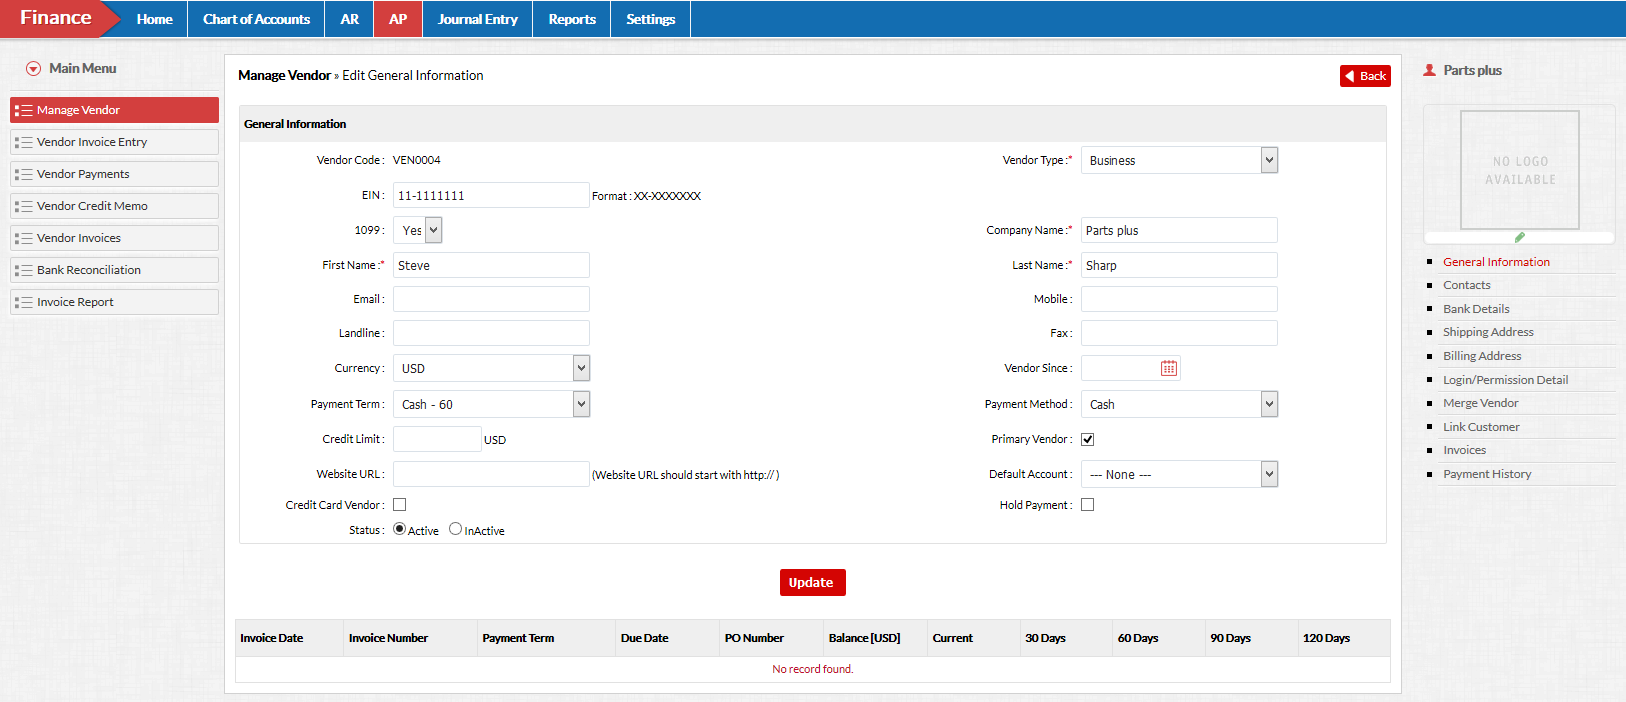 Finance Home Chart of Accounts AR AP Journal Entry Reports Settings
Main Menu
Manage Vendor
Vendor Invoice Entry
Vendor Payments
Vendor Credit Memo
Vendor Invoices
Bank Reconciliation
Invoice Report
Manage Vendor » Edit General Information
Back
General Information
Vendor Code : VEN0004 Vendor Type :* Business
EIN : 11-1111111 Format : XX-XXXXXXX
1099 : Yes Company Name :* Parts plus
First Name :* Steve Last Name :* Sharp
Email : Mobile :
Landline : Fax :
Currency : USD Vendor Since :
Payment Term : Cash - 60 Payment Method : Cash
Credit Limit : USD Primary Vendor :
Website URL : (Website URL should start with http:// ) Default Account : --- None ---
Credit Card Vendor : Hold Payment :
Status : Active InActive
Update
Invoice Date Invoice Number Payment Term Due Date PO Number Balance [USD] Current 30 Days 60 Days 90 Days 120 Days
No record found.
Parts plus
NO LOGO
AVAILABLE
General Information
Contacts
Bank Details
Shipping Address
Billing Address
Login/Permission Detail
Merge Vendor
Link Customer
Invoices
Payment History